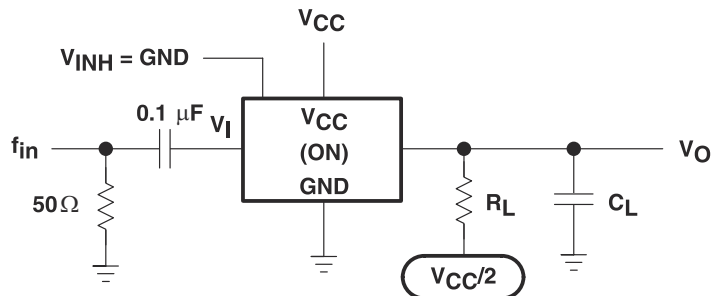 VCC
VINH = GND
0.1 μF
VI
VCC
(ON)
GND
fin
VO
50Ω
RL
CL
VCC/2